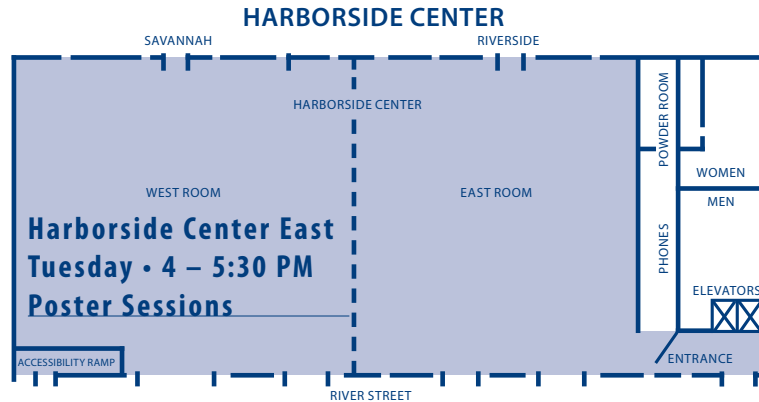 HARBORSIDE CENTER
SAVANNAH
RIVERSIDE
HARBORSIDE CENTER
POWDER ROOM
WOMEN
WEST ROOM
EAST ROOM
MEN
Harborside Center East
Tuesday • 4 – 5:30 PM
Poster Sessions
PHONES
ELEVATORS
ACCESSIBILITY RAMP
ENTRANCE
RIVER STREET